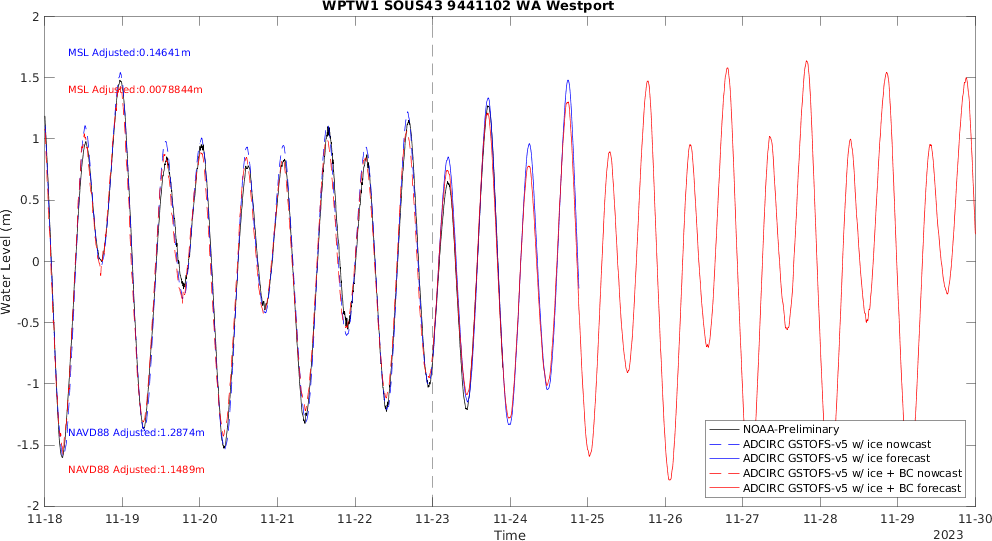 WPTW1 SOUS43 9441102 WA Westport
MSL Adjusted:0.14641m
MSL Adjusted:0.0078844m
NAVD88 Adjusted:1.2874m
NAVD88 Adjusted:1.1489m
Water Level (m)
2
1.5
1
0.5
0
-0.5
-1
-1.5
-2
NOAA-Preliminary
ADCIRC GSTOFS-v5 w/ ice nowcast
ADCIRC GSTOFS-v5 w/ ice forecast
ADCIRC GSTOFS-v5 w/ ice + BC nowcast
ADCIRC GSTOFS-v5 w/ ice + BC forecast
11-18 11-19 11-20 11-21 11-22 11-23 11-24 11-25 11-26 11-27 11-28 11-29 11-30
Time
2023